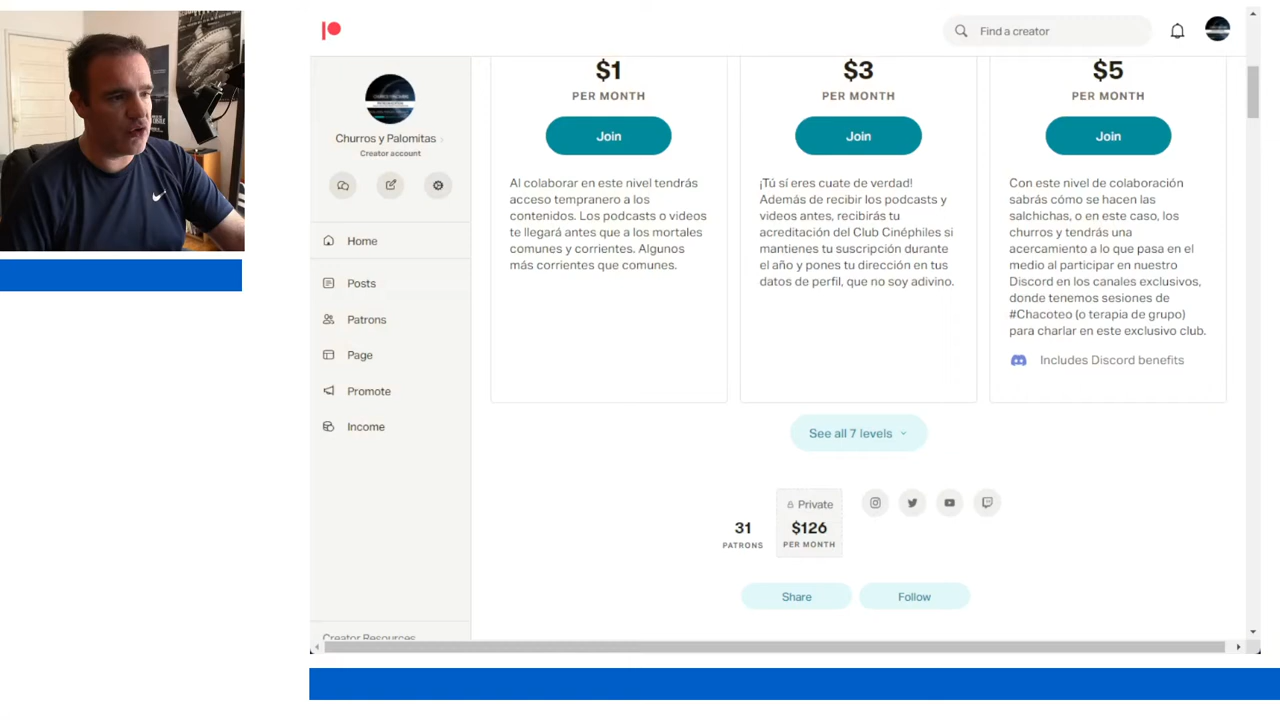 Find a creator
Churros y Palomitas
Creator account
Home
Posts
Patrons
Page
Promote
Income
Creator Resources
$1
PER MONTH
Join
Al colaborar en este nivel tendrás
acceso tempranero a los
contenidos. Los podcasts o videos
te llegará antes que a los mortales
comunes y corrientes. Algunos
más corrientes que comunes.
$3
PER MONTH
Join
¡Tú sí eres cuate de verdad!
Además de recibir los podcasts y
videos antes, recibirás tu
acreditación del Club Cinéphiles si
mantienes tu suscripción durante
el año y pones tu dirección en tus
datos de perfil, que no soy adivino.
$5
PER MONTH
Join
Con este nivel de colaboración
sabrás cómo se hacen las
salchichas, o en este caso, los
churros y tendrás una
acercamiento a lo que pasa en el
medio al participar en nuestro
Discord en los canales exclusivos,
donde tenemos sesiones de
#Chacoteo (o terapia de grupo)
para charlar en este exclusivo club.
Includes Discord benefits
See all 7 levels
31
PATRONS
Private
$126
PER MONTH
Share
Follow